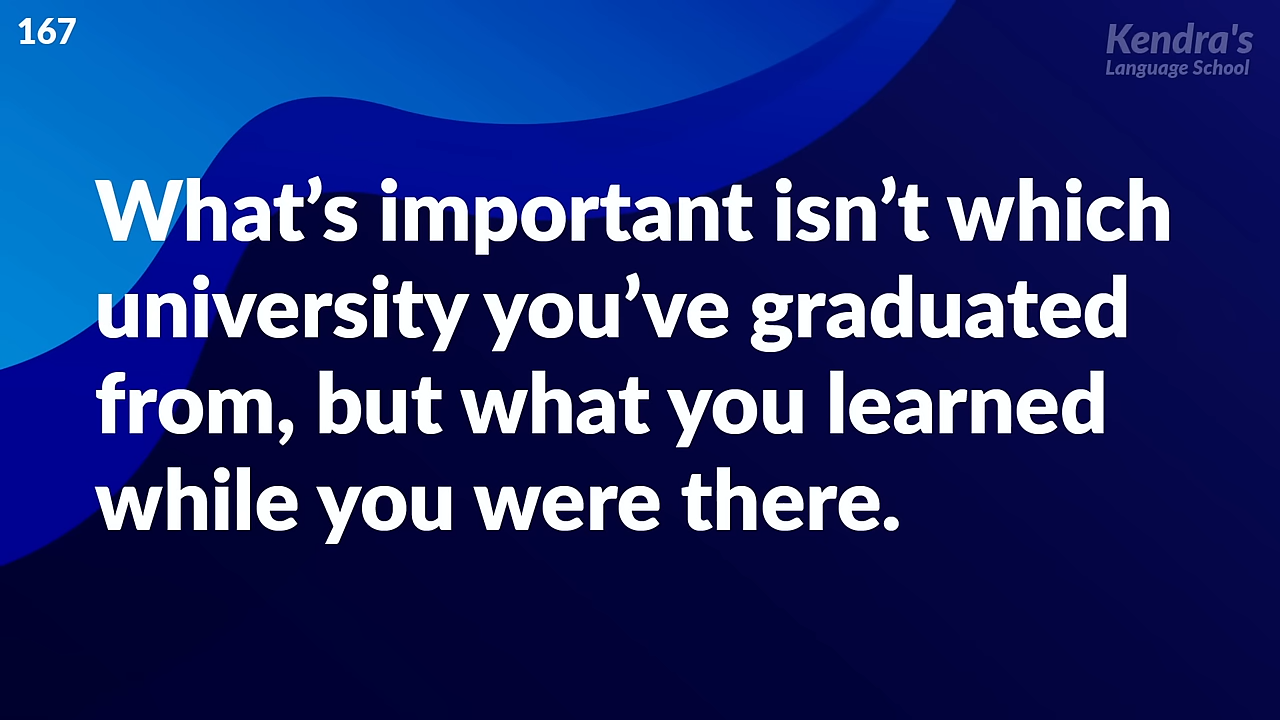 167
Kendra's
Language School
What’s important isn’t which
university you’ve graduated
from, but what you learned
while you were there.